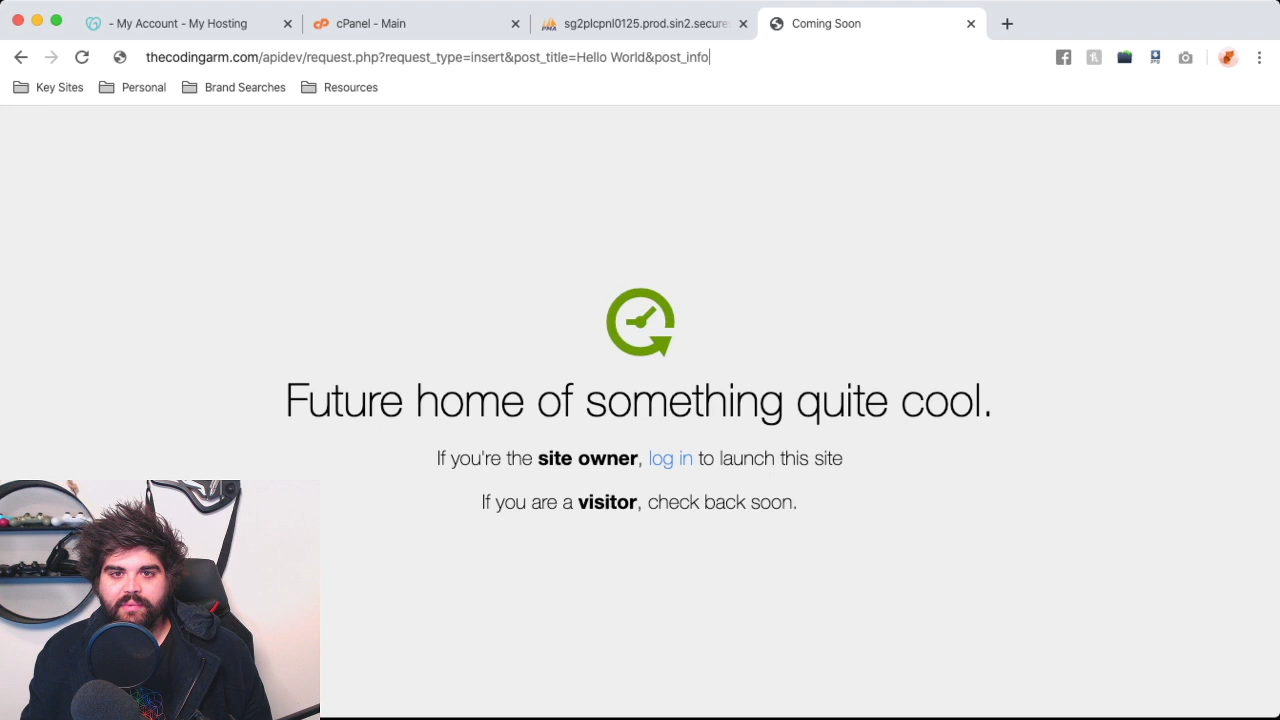 - My Account - My Hosting
cPanel - Main
sg2plcpnl0125.prod.sin2.secures
Coming Soon
thecodingarm.com/apidev/request.php?request_type=insert&post_title=Hello World&post_info
Key Sites
Personal
Brand Searches
Resources
Future home of something quite cool.
If you're the site owner, log in to launch this site
If you are a visitor, check back soon.